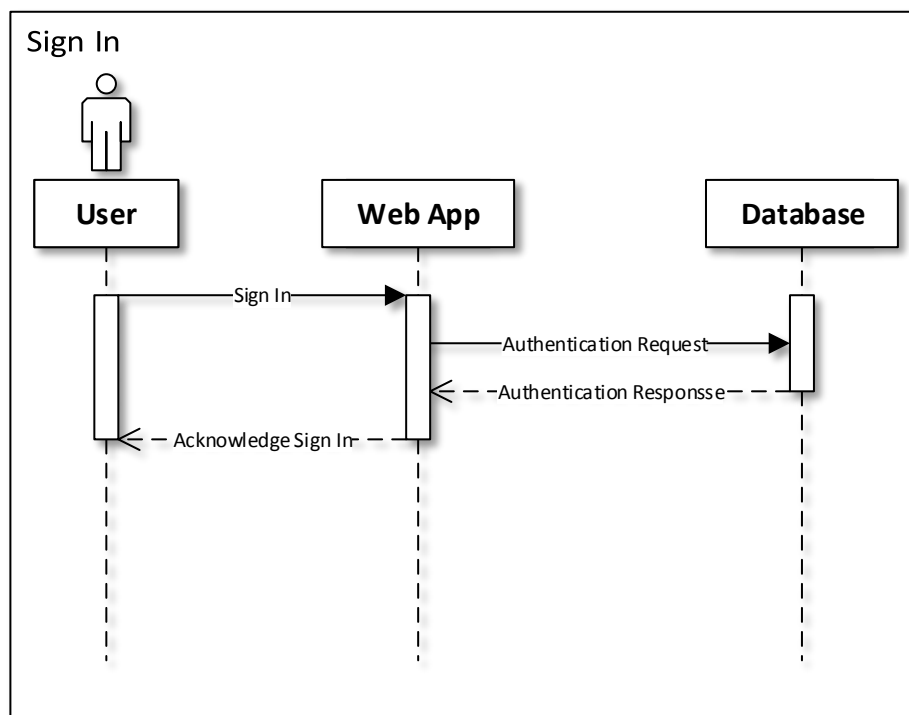 Sign In
User
Web App
Database
Sign In
Authentication Request
Authentication Responsse
Acknowledge Sign In